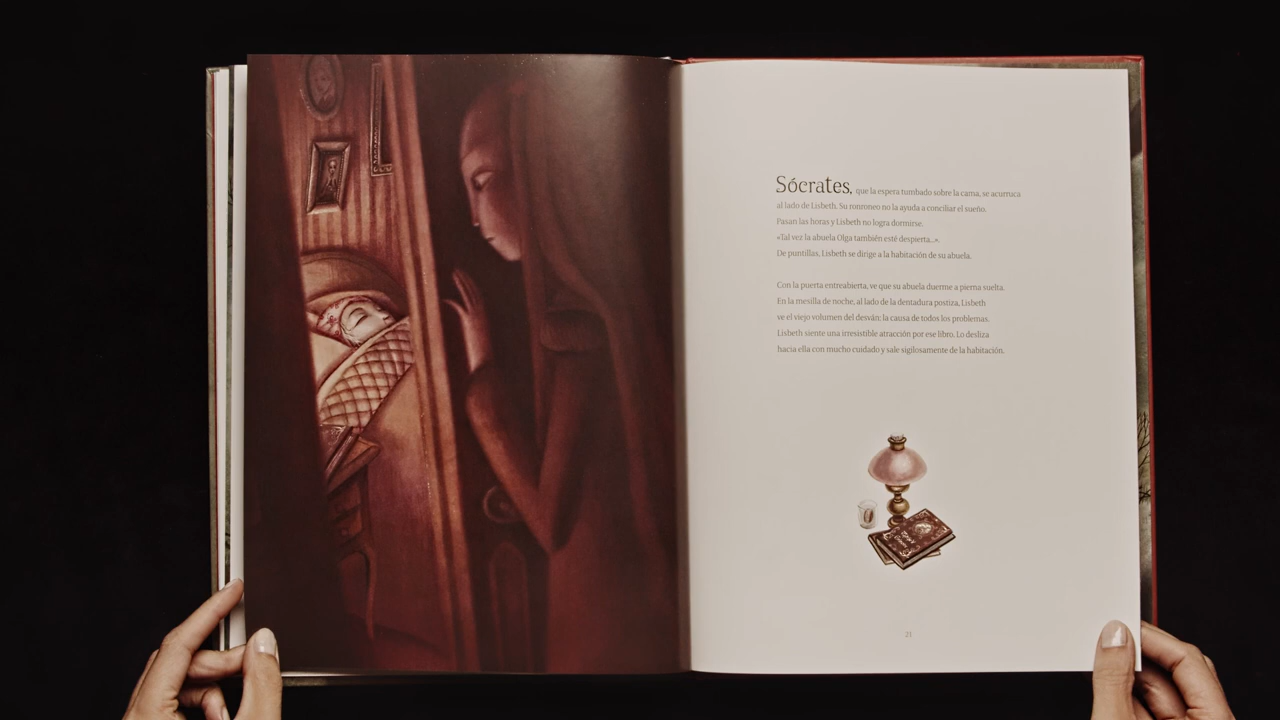 Sócrates, que la espera tumbado sobre la cama, se acurruca
al lado de Lisbeth. Su ronroneo no la ayuda a conciliar el sueño.
Pasan las horas y Lisbeth no logra dormirse.
«Tal vez la abuela Olga también esté despierta...».
De puntillas, Lisbeth se dirige a la habitación de su abuela.
Con la puerta entreabierta, ve que su abuela duerme a pierna suelta.
En la mesilla de noche, al lado de la dentadura postiza, Lisbeth
ve el viejo volumen del desván: la causa de todos los problemas.
Lisbeth siente una irresistible atracción por ese libro. Lo desliza
hacia ella con mucho cuidado y sale sigilosamente de la habitación.
21